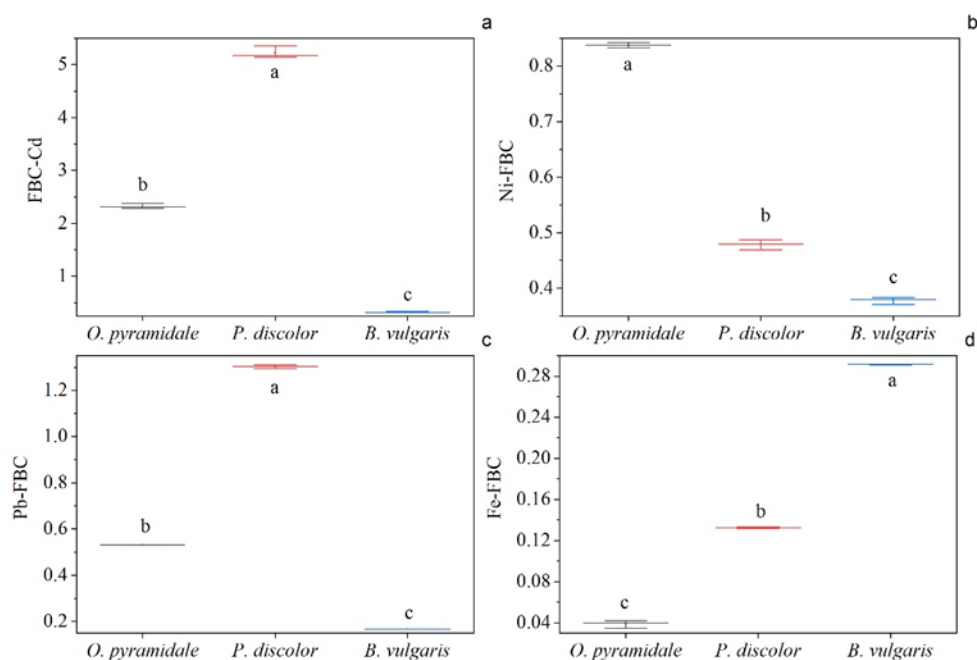 a
5
4
3
2
1
FBC-Cd
b
a
c
O. pyramidale P. discolor B. vulgaris
b
0.8
0.7
0.6
0.5
0.4
Ni-FBC
a
b
c
O. pyramidale P. discolor B. vulgaris
c
1.2
1.0
0.8
0.6
0.4
0.2
Pb-FBC
b
a
c
O. pyramidale P. discolor B. vulgaris
d
0.28
0.24
0.20
0.16
0.12
0.08
0.04
Fe-FBC
c
b
a
O. pyramidale P. discolor B. vulgaris